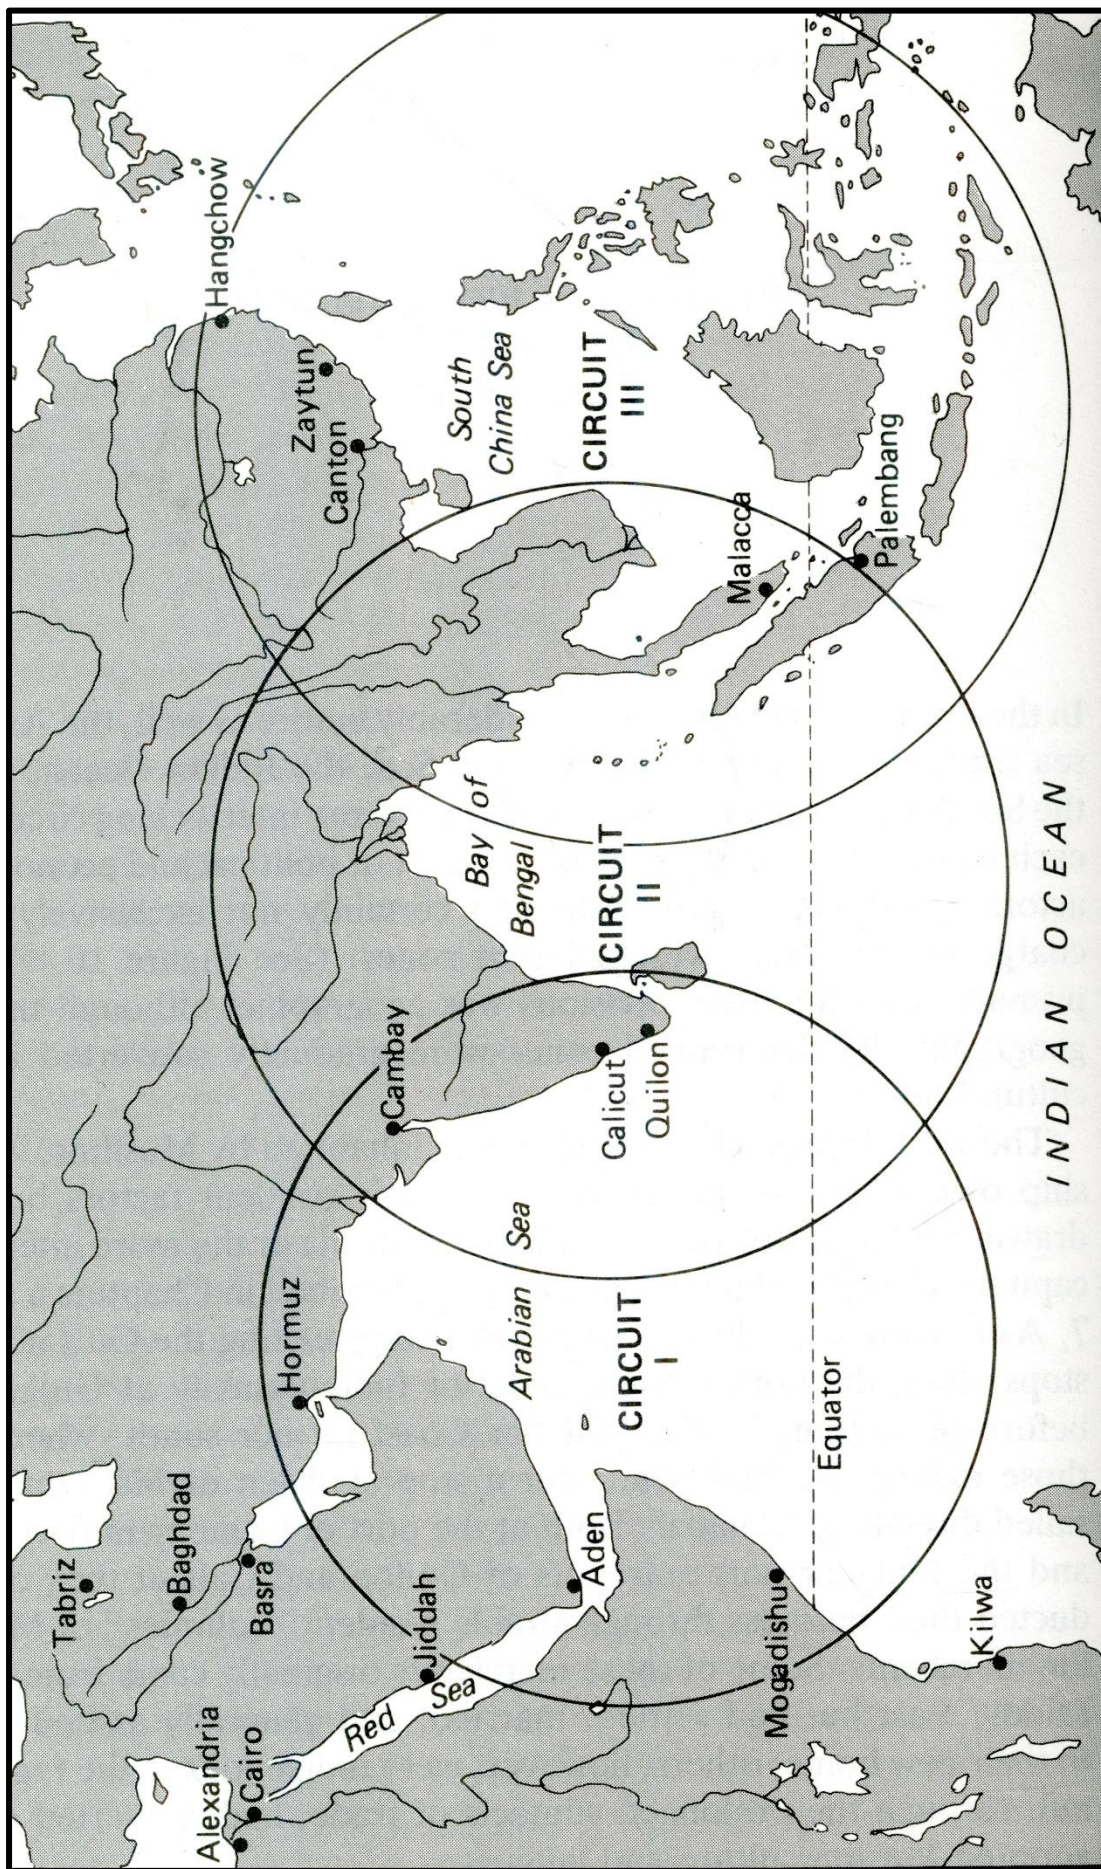 Tabriz
Baghdad
Alexandria
Hangchow
Cairo
Basra
Hormuz
Zaytun
Canton
Red Sea
Cambay
Jiddah
South
China Sea
Bay of
Bengal
Arabian Sea
Aden
CIRCUIT
I
CIRCUIT
II
CIRCUIT
III
Calicut
Quilon
Malacca
Mogadishu
Equator
Palembang
Kilwa
INDIAN OCEAN